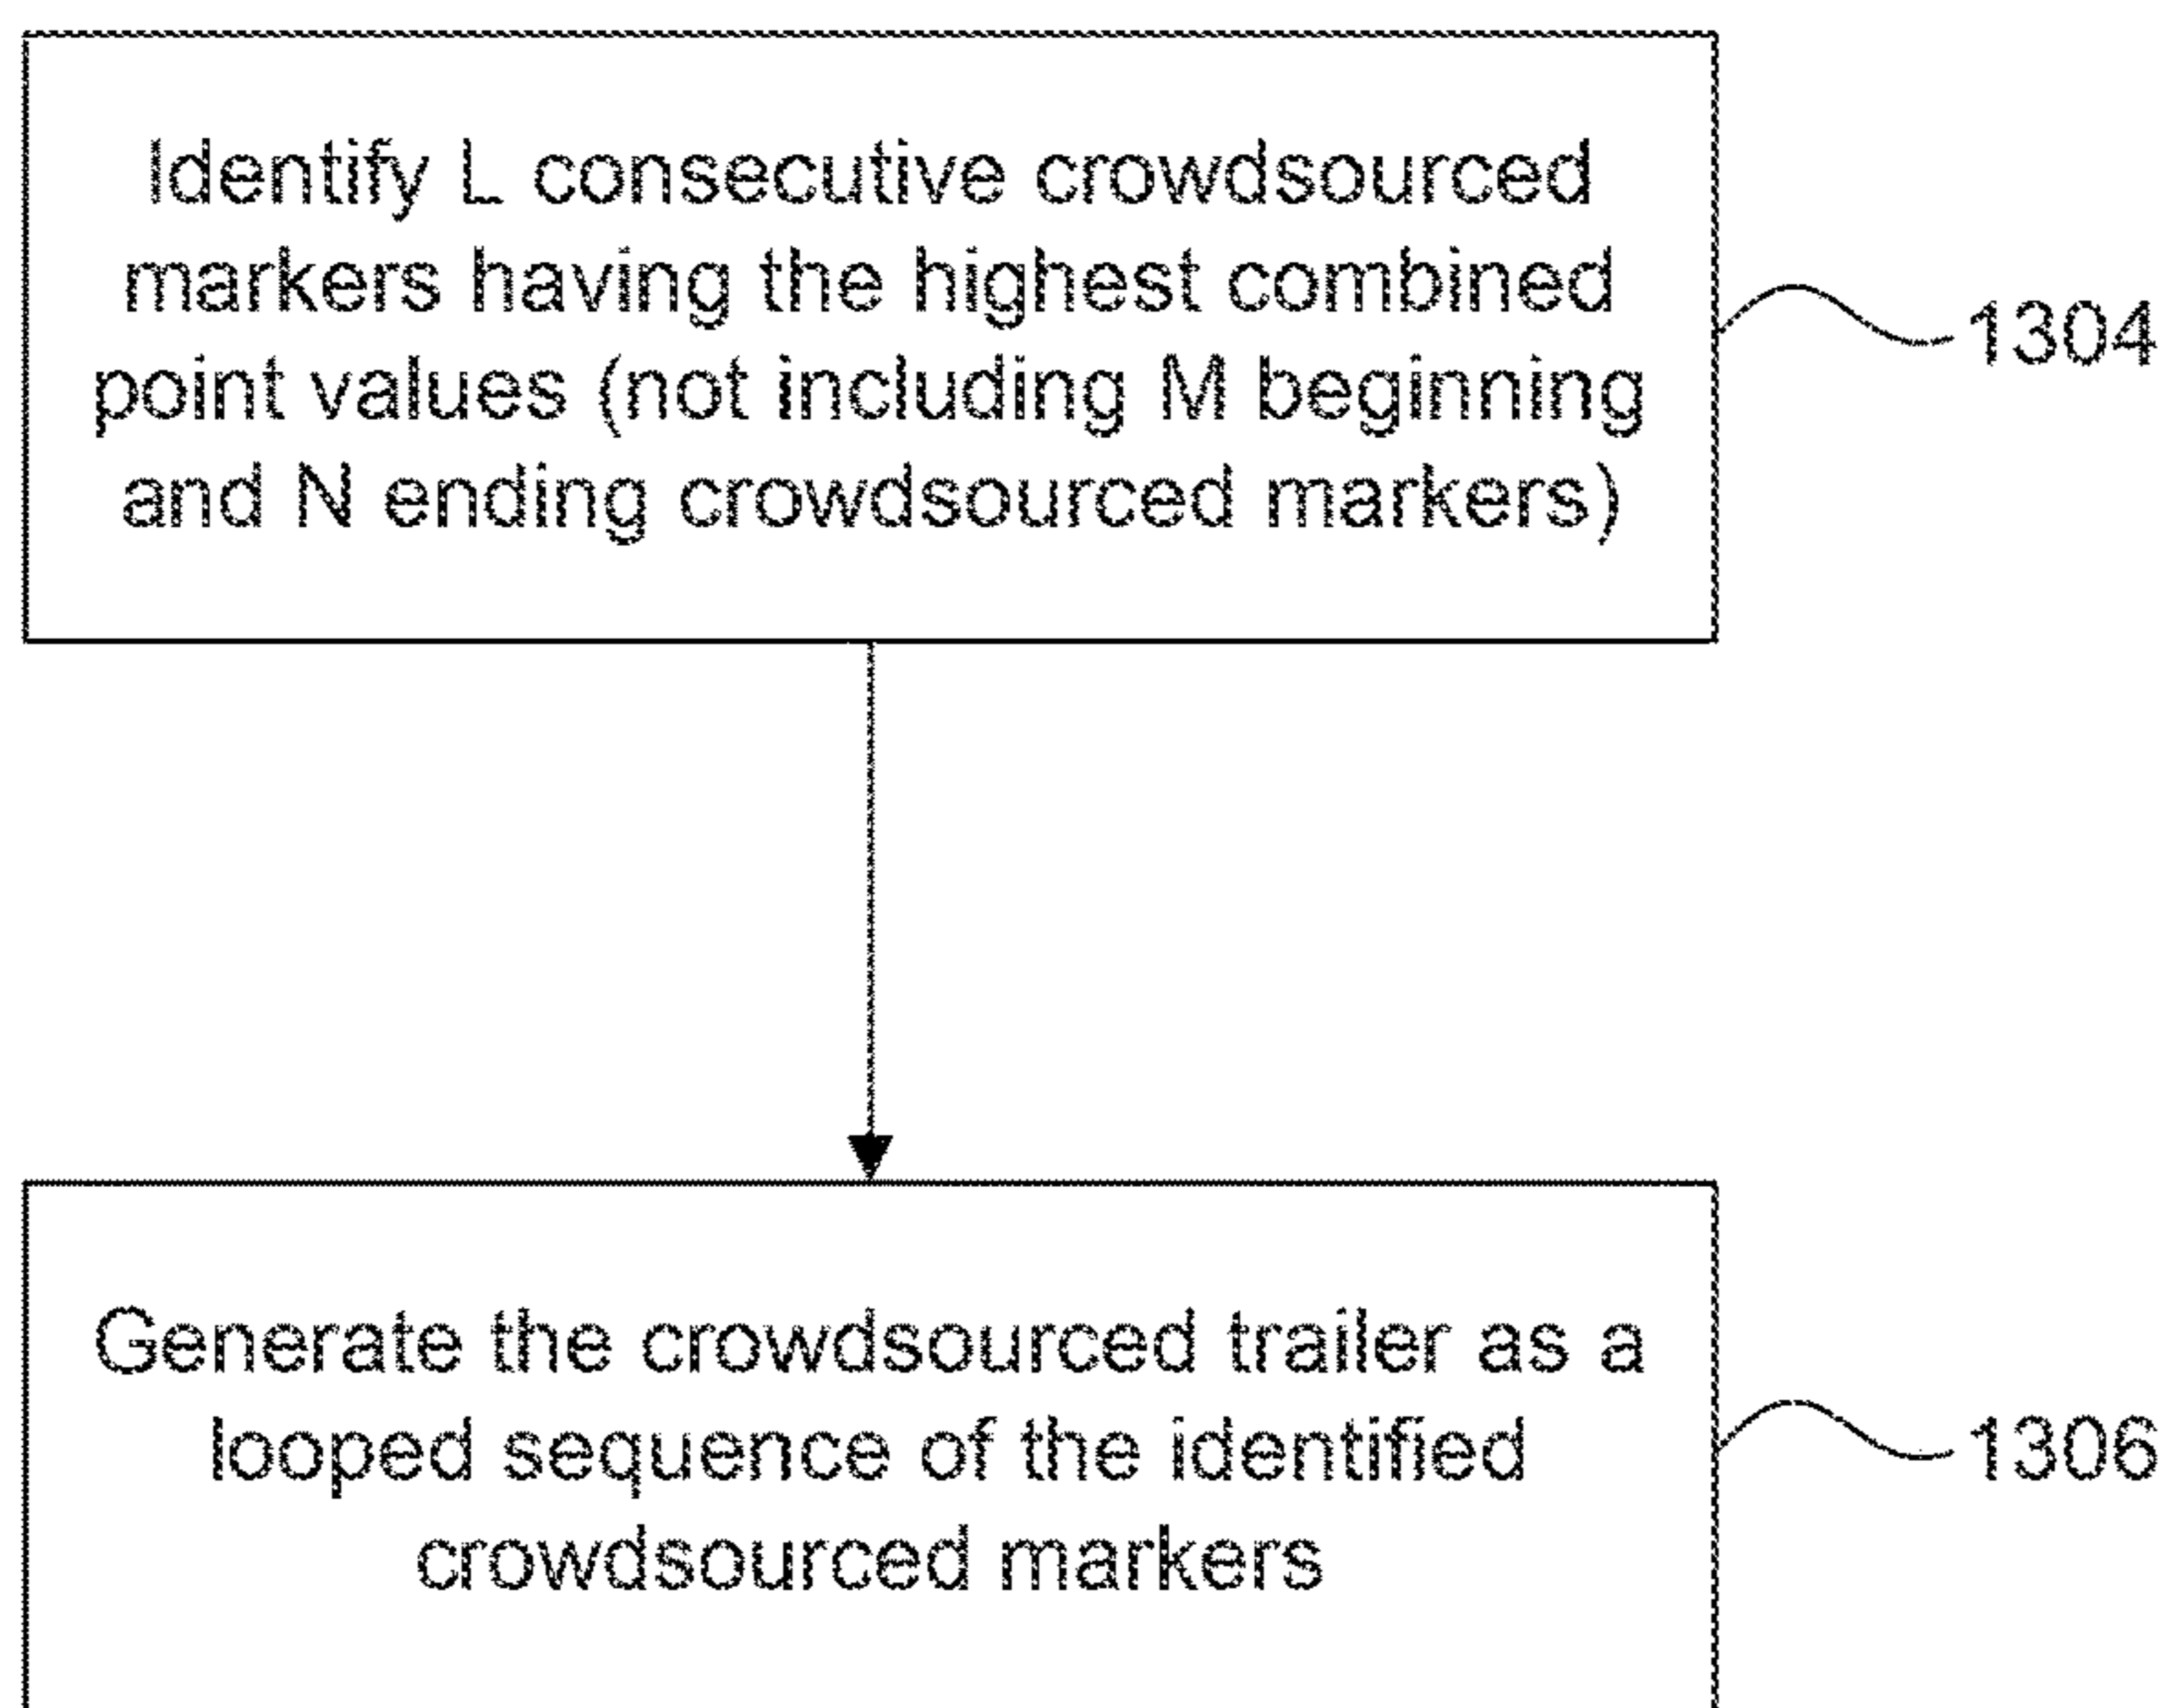 Identify L consecutive crowdsourced
markers having the highest combined
point values (not including M beginning
and N ending crowdsourced markers)
1304
Generate the crowdsourced trailer as a
looped sequence of the identified
crowdsourced markers
1306